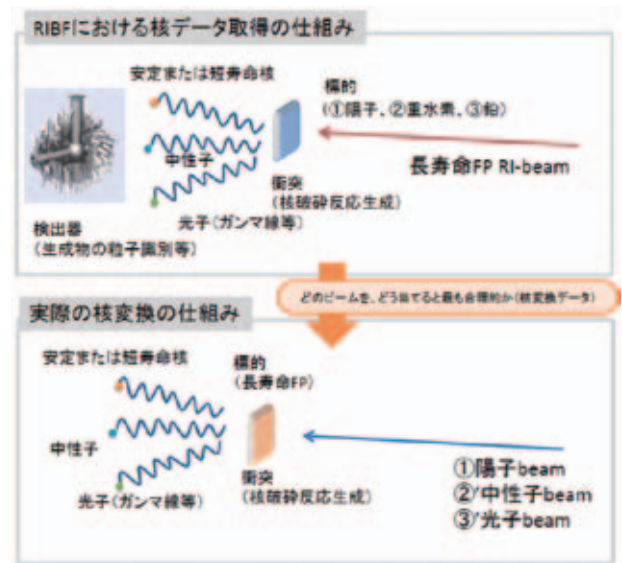 RIBFにおける核データ取得の仕組み
安定または短寿命核
標的
(①陽子、②重水素、③鉛)
中性子
長寿命FP RI-beam
衝突
(核破砕反応生成)
光子(ガンマ線等)
検出器
(生成物の粒子識別等)
どのビームを、どう当てると最も合理的か(核変換データ)
実際の核変換の仕組み
安定または短寿命核
標的
(長寿命FP)
中性子
衝突
(核破砕反応生成)
光子(ガンマ線等)
①陽子beam
②’中性子beam
③’光子beam